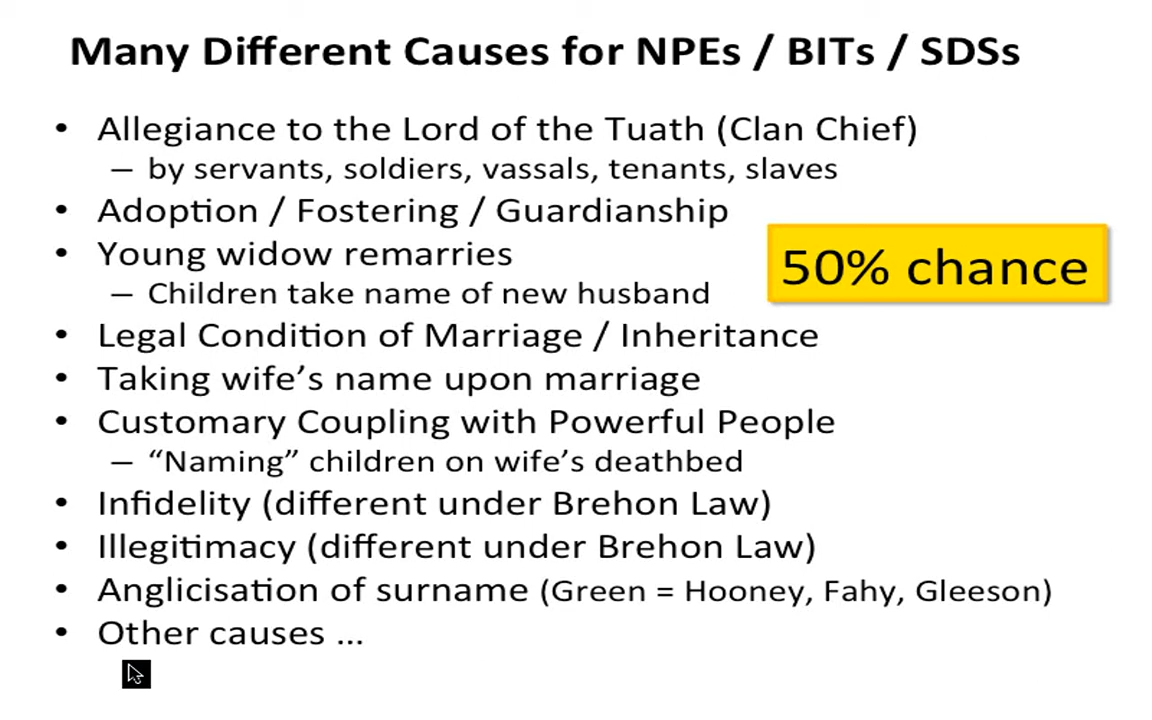 Many Different Causes for NPEs / BITs / SDSs
• Allegiance to the Lord of the Tuath (Clan Chief)
– by servants, soldiers, vassals, tenants, slaves
• Adoption / Fostering / Guardianship
• Young widow remarries
50% chance
– Children take name of new husband
• Legal Condition of Marriage / Inheritance
• Taking wife’s name upon marriage
• Customary Coupling with Powerful People
– “Naming” children on wife’s deathbed
• Infidelity (different under Brehon Law)
• Illegitimacy (different under Brehon Law)
• Anglicisation of surname (Green = Hooney, Fahy, Gleeson)
• Other causes ...